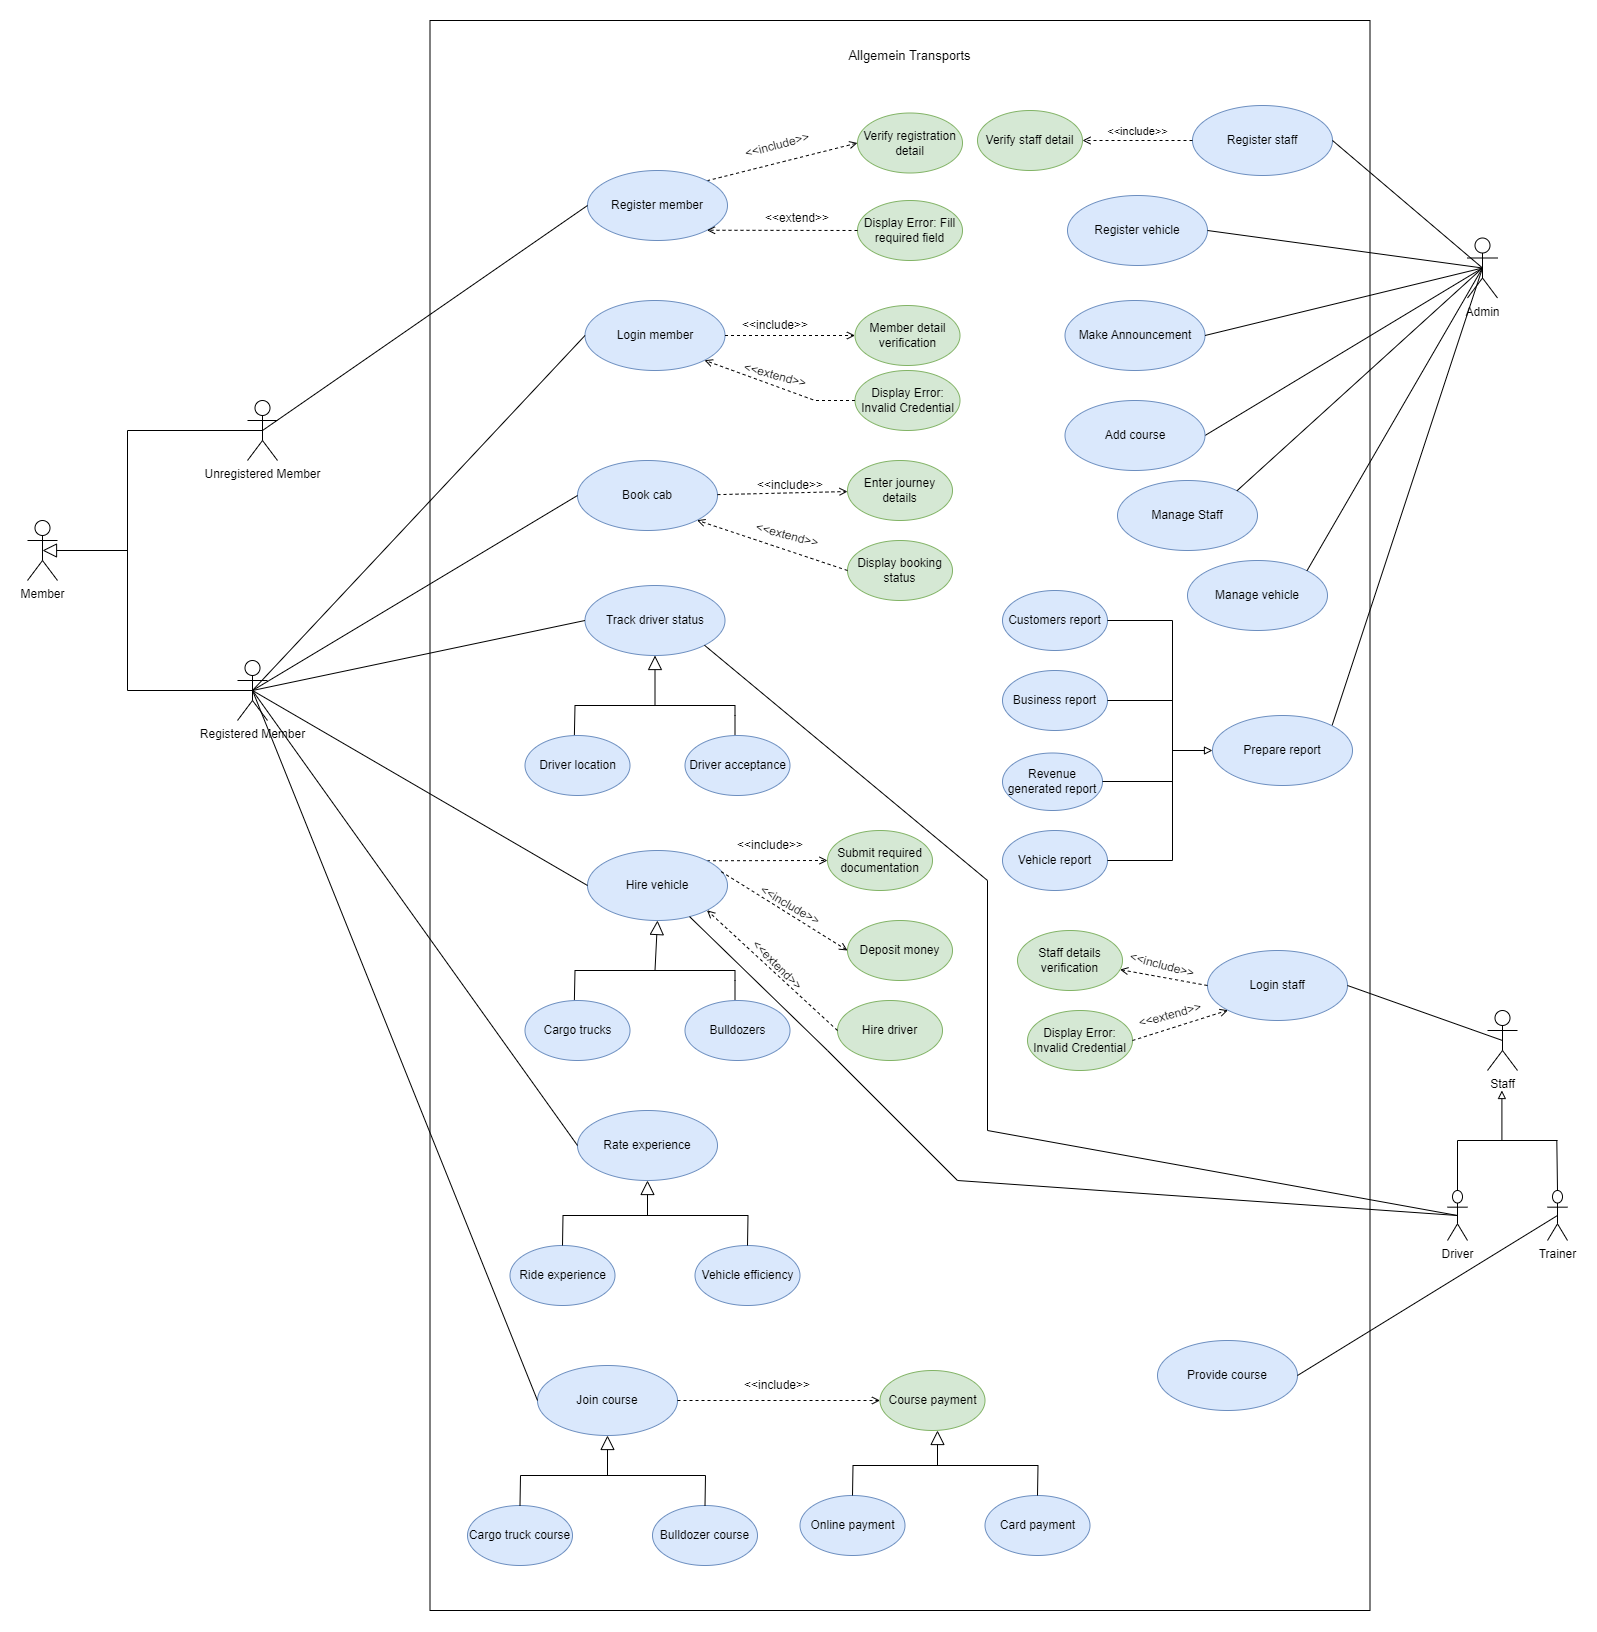 Allgemein Transports
<<include>>
Verify registration
detail
Verify staff detail
<<include>>
Register staff
Register member
<<extend>>
Display Error: Fill
required field
Register vehicle
Admin
Login member
<<include>>
Member detail
verification
Make Announcement
<<extend>>
Display Error:
Invalid Credential
Add course
Unregistered Member
Book cab
<<include>>
Enter journey
details
Manage Staff
<<extend>>
Display booking
status
Member
Manage vehicle
Track driver status
Customers report
Registered Member
Business report
Driver location
Driver acceptance
Prepare report
Revenue
generated report
Hire vehicle
<<include>>
Submit required
documentation
Vehicle report
<<include>>
Deposit money
<<extend>>
Staff details
verification
<<include>>
Login staff
Cargo trucks
Bulldozers
Hire driver
Display Error:
Invalid Credential
<<extend>>
Staff
Rate experience
Driver
Trainer
Ride experience
Vehicle efficiency
Provide course
Join course
<<include>>
Course payment
Cargo truck course
Bulldozer course
Online payment
Card payment